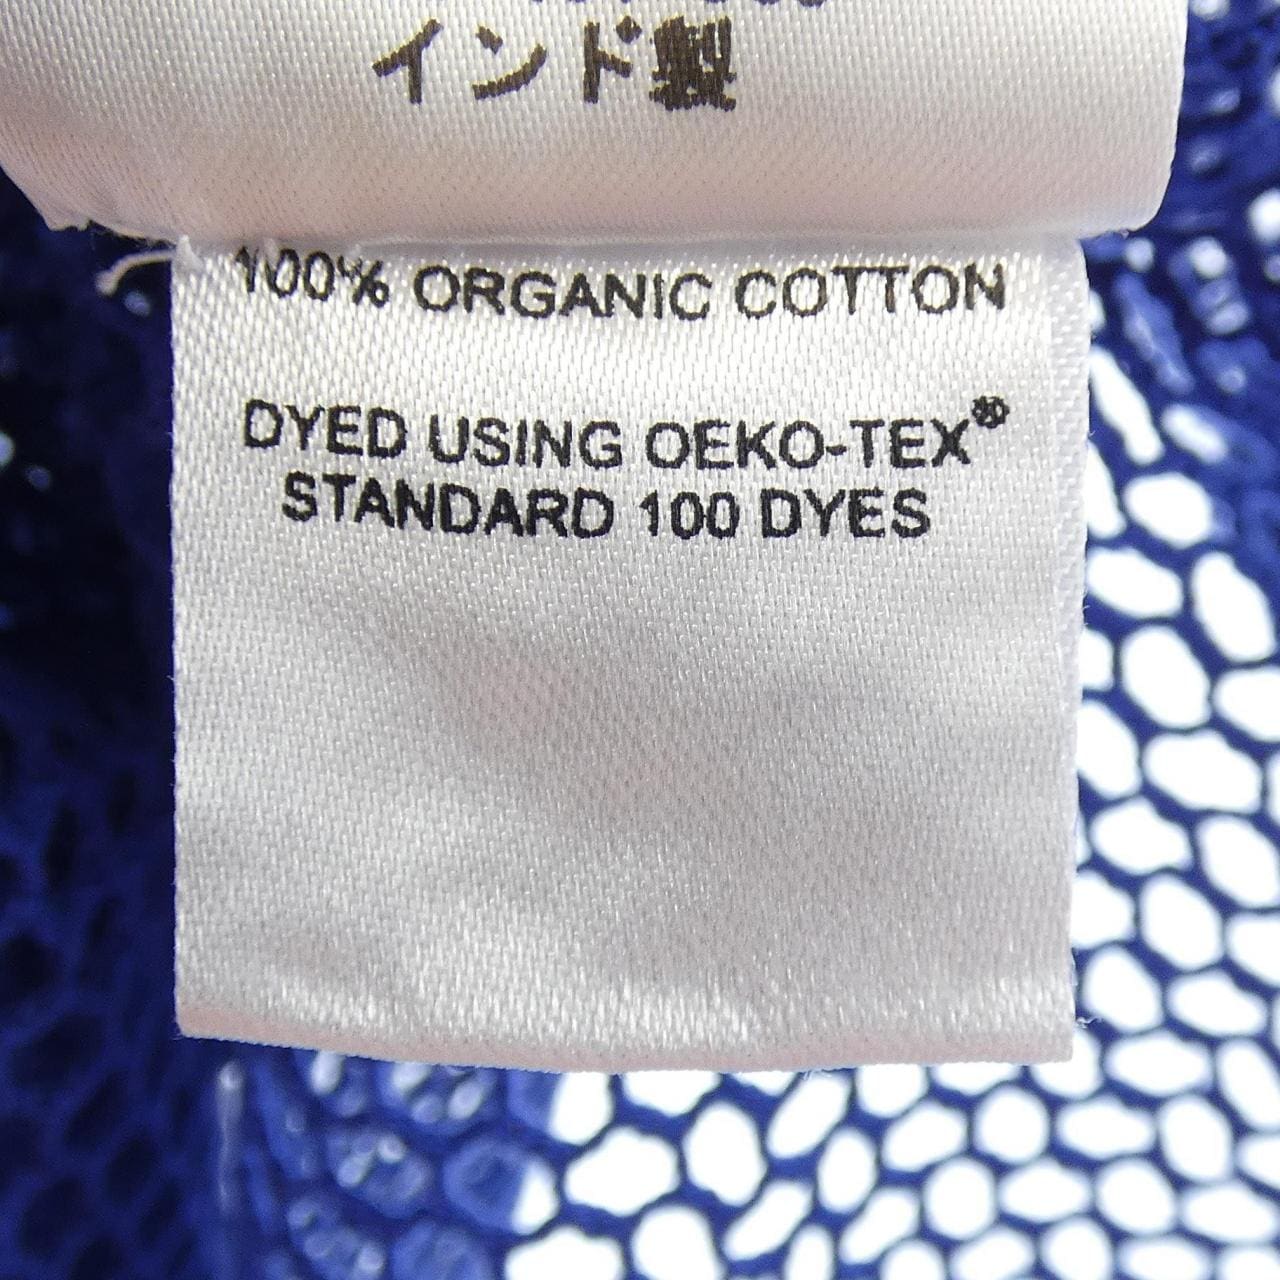 インド製
100% ORGANIC COTTON
DYED USING OEKO-TEX®
STANDARD 100 DYES